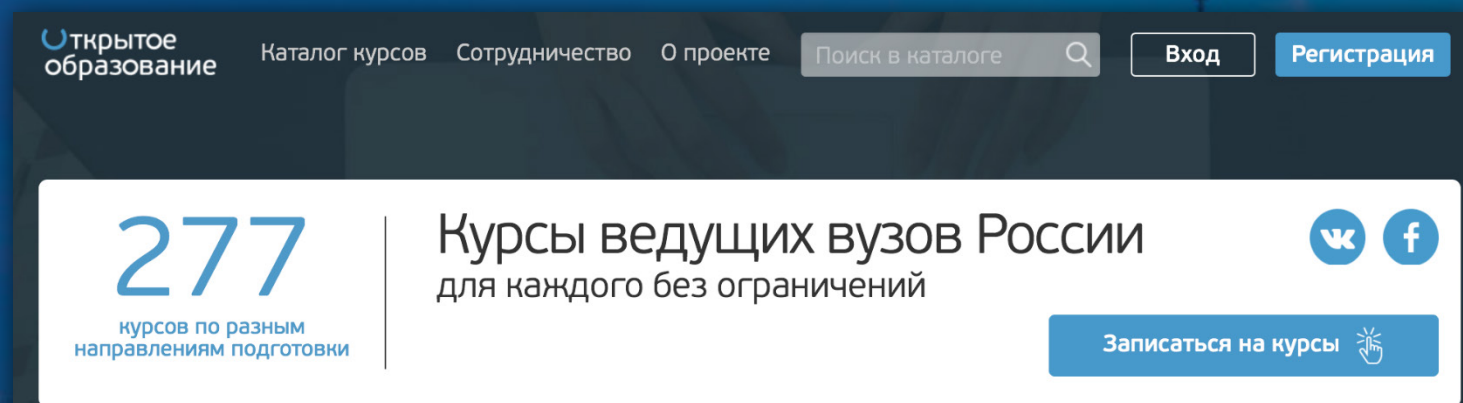 Открытое
образование
Каталог курсов
Сотрудничество
О проекте
Поиск в каталоге
Вход
Регистрация
277
курсов по разным
направлениям подготовки
Курсы ведущих вузов России
для каждого без ограничений
Записаться на курсы